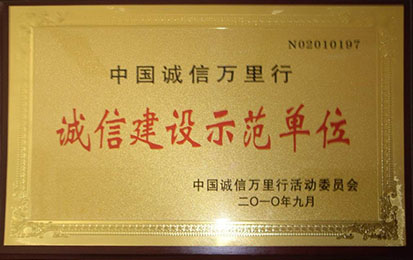 N02010197
中国诚信万里行
诚信建设示范单位
中国诚信万里行活动委员会
二〇一〇年九月